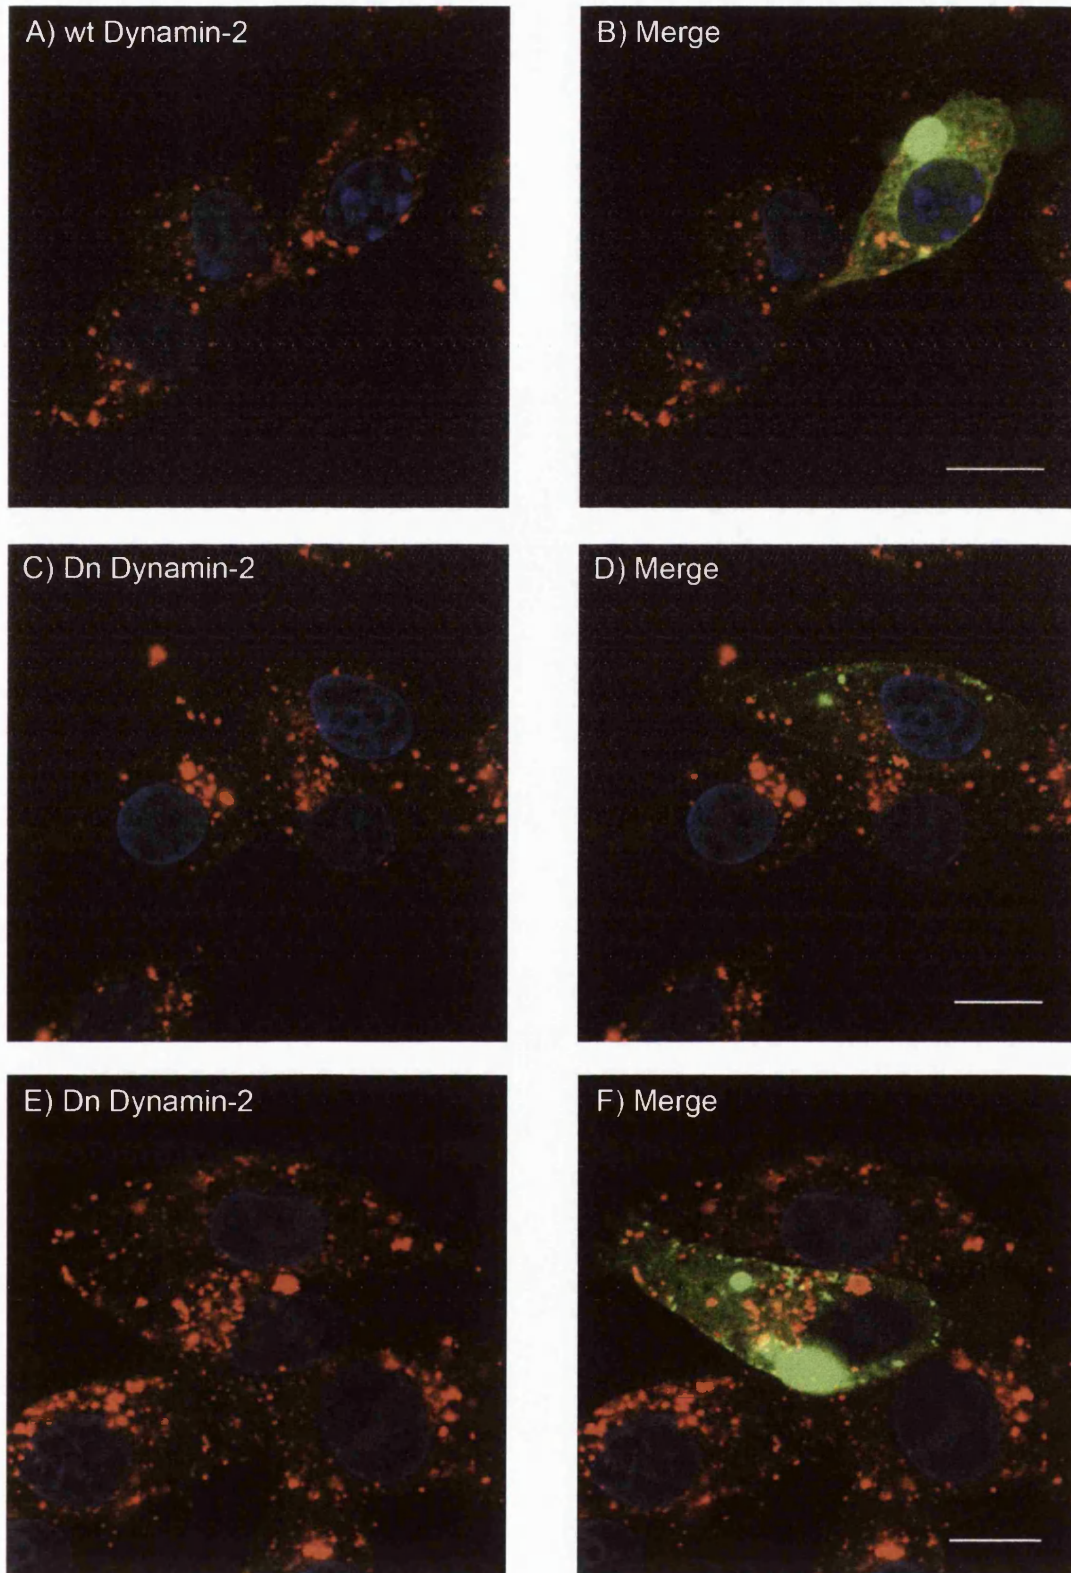 A) wt Dynamin-2
B) Merge
C) Dn Dynamin-2
D) Merge
E) Dn Dynamin-2
F) Merge